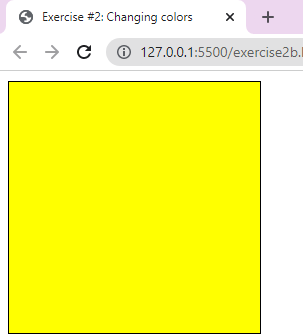 Exercise #2: Changing colors
127.0.0.1:5500/exercise2b.